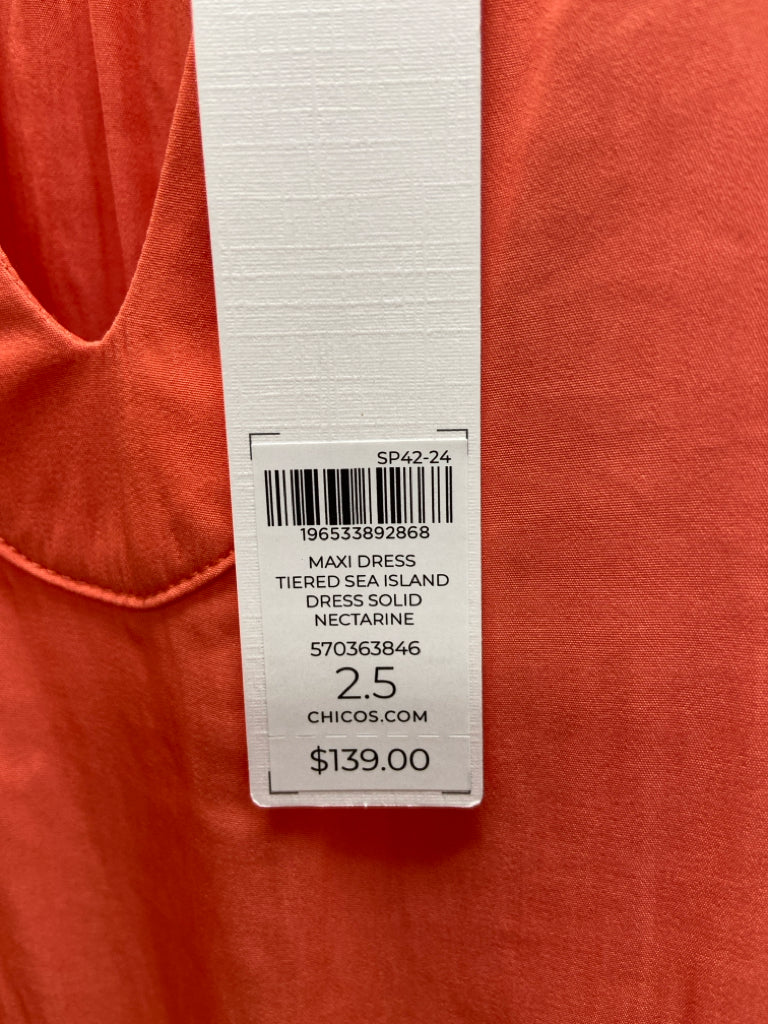 SP42-24
196533892868
MAXI DRESS
TIERED SEA ISLAND
DRESS SOLID
NECTARINE
570363846
2.5
CHICOS.COM
$139.00